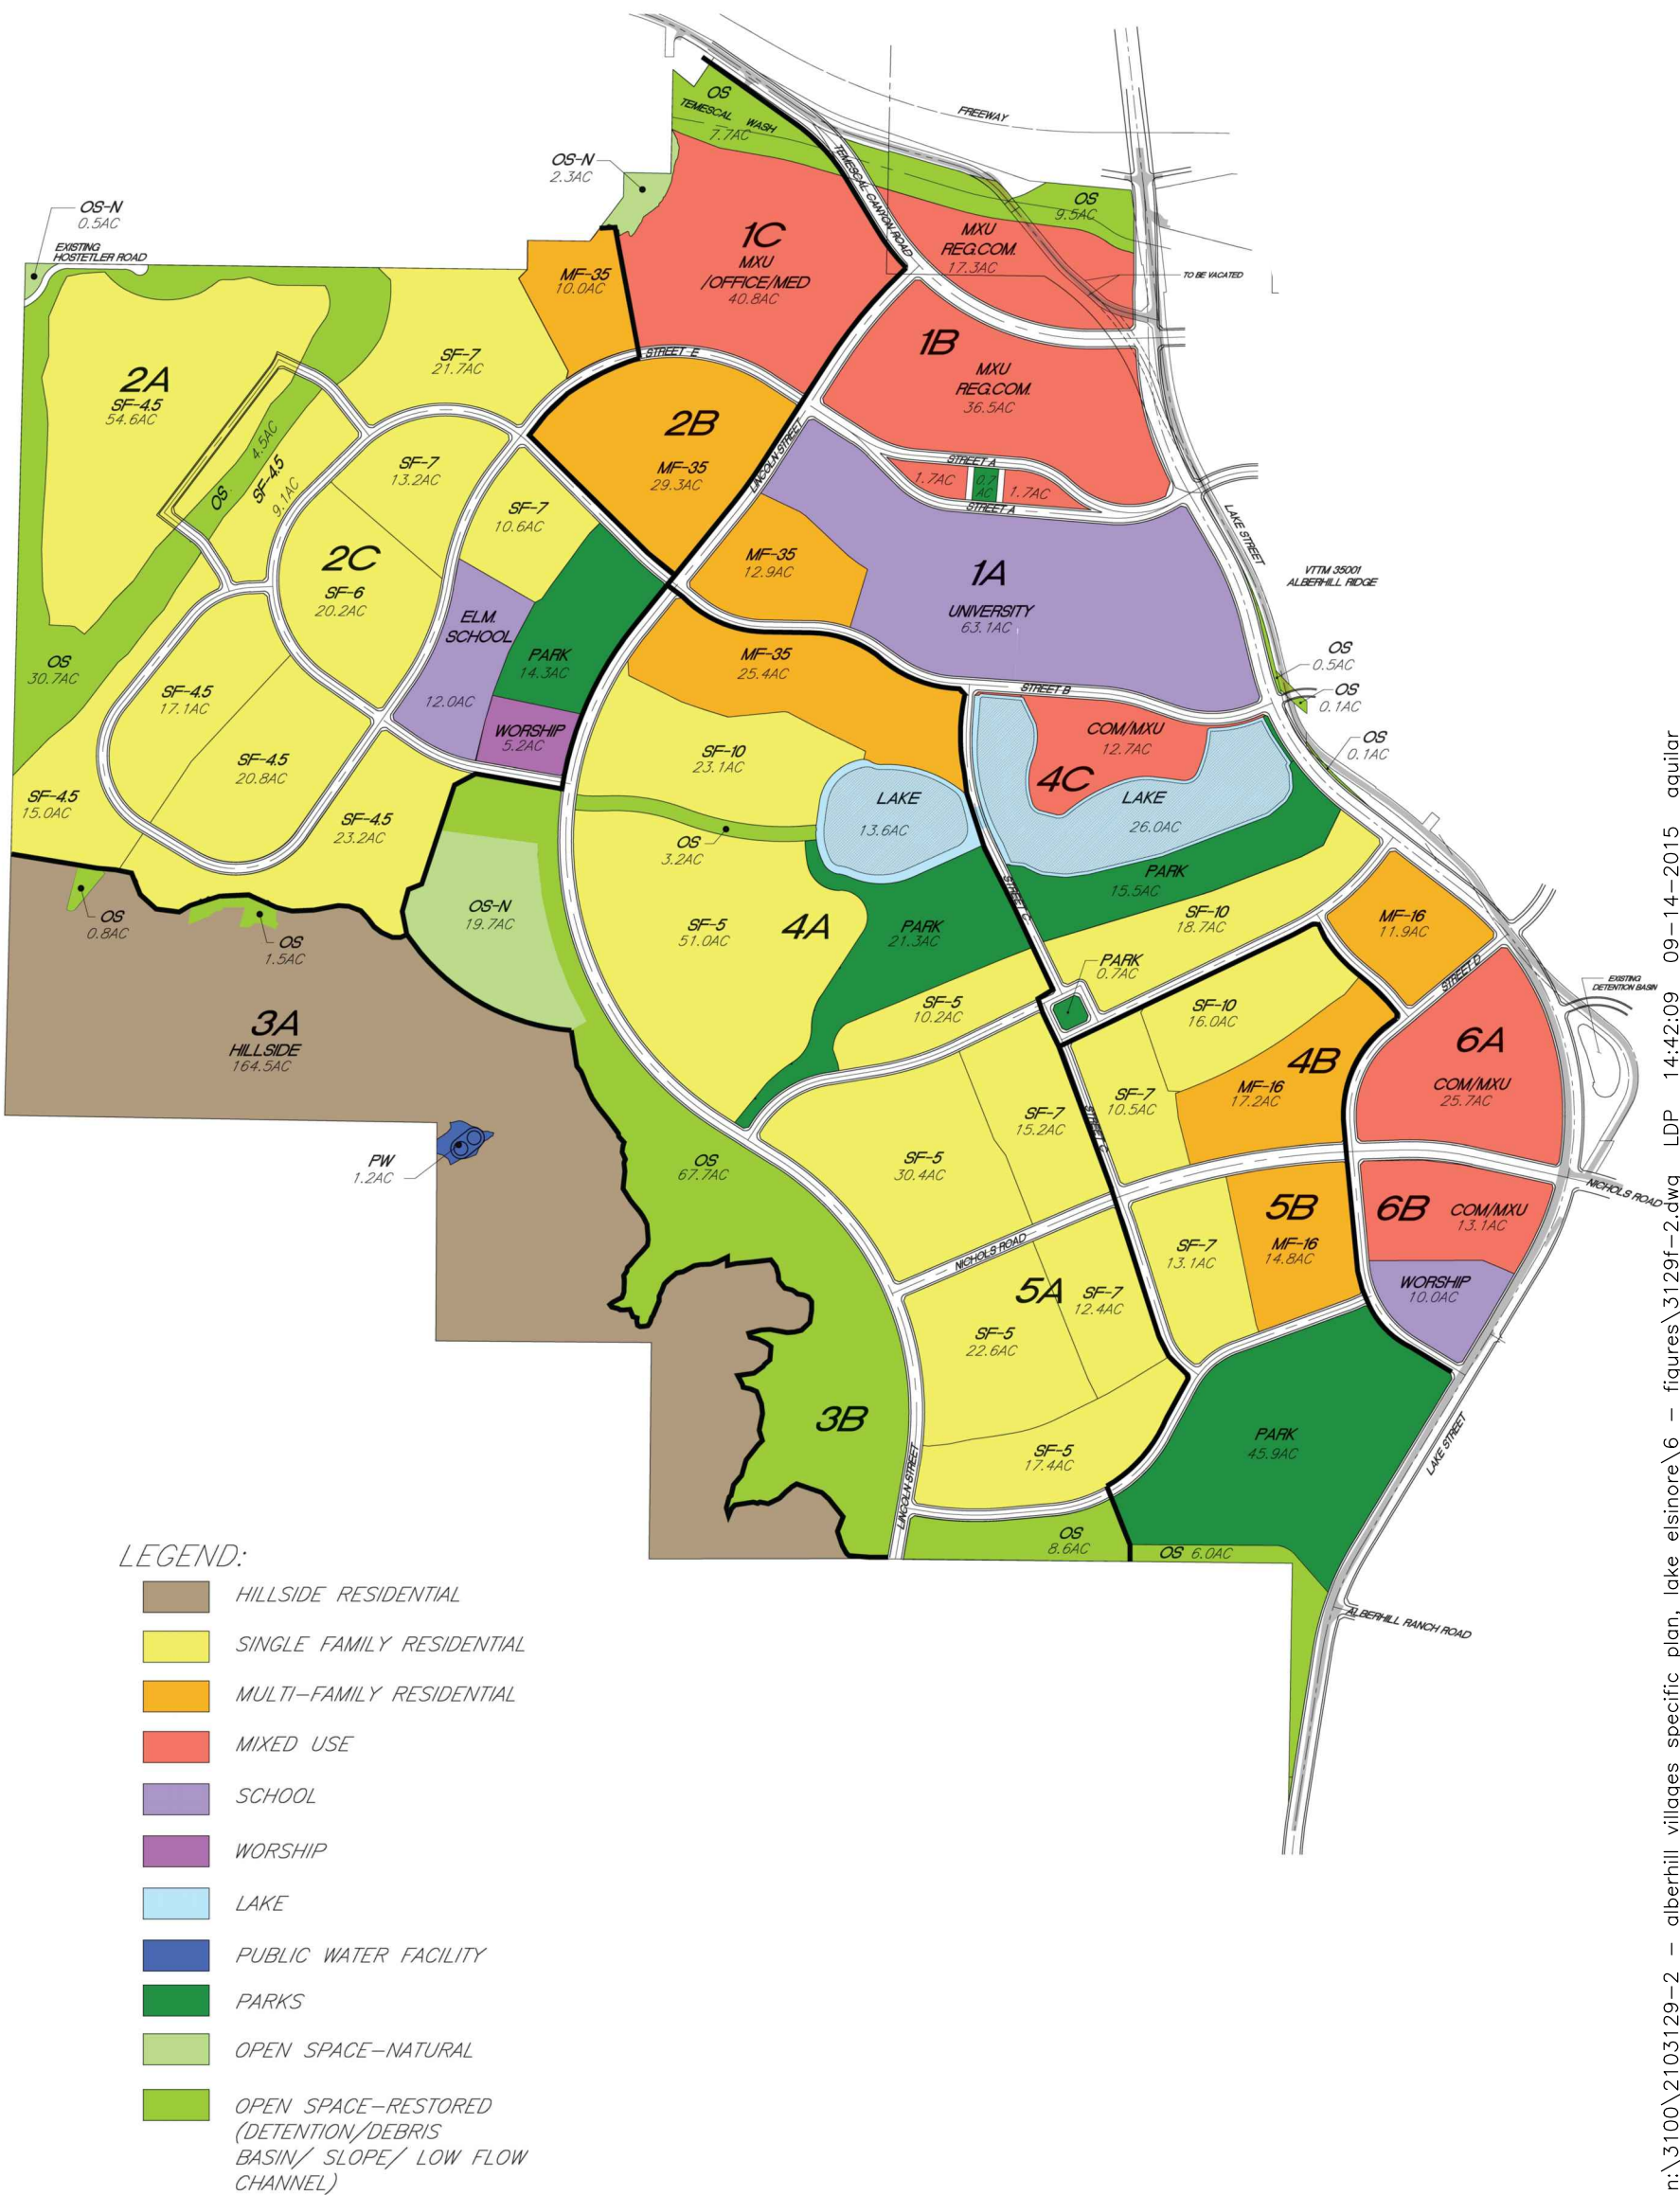 FREEWAY
OS
TEMESCAL WASH
7.7AC
TEMESCAL CANYON ROAD
OS-N
2.3AC
OS
9.5AC
OS-N
0.5AC
EXISTING
HOSTETLER ROAD
1C
MXU
/OFFICE/MED
40.8AC
MXU
REG.COM.
17.3AC
TO BE VACATED
MF-35
10.0AC
1B
MXU
REG.COM.
36.5AC
STREET E
SF-7
21.7AC
2A
SF-4.5
54.6AC
2B
MF-35
29.3AC
LINCOLN STREET
OS 4.5AC
SF-4.5
9.1AC
SF-7
13.2AC
SF-7
10.6AC
STREET A
1.7AC
0.7
AC
1.7AC
STREET A
LAKE STREET
2C
SF-6
20.2AC
MF-35
12.9AC
1A
UNIVERSITY
63.1AC
VTTM 35001
ALBERHILL RIDGE
ELM.
SCHOOL
12.0AC
PARK
14.3AC
MF-35
25.4AC
STREET B
OS
0.5AC
OS
0.1AC
OS
0.1AC
OS
30.7AC
SF-4.5
17.1AC
WORSHIP
5.2AC
SF-10
23.1AC
COM/MXU
12.7AC
4C
SF-4.5
20.8AC
LAKE
13.6AC
LAKE
26.0AC
SF-4.5
15.0AC
SF-4.5
23.2AC
OS
3.2AC
PARK
15.5AC
STREET C
OS
0.8AC
OS
1.5AC
OS-N
19.7AC
SF-5
51.0AC
4A
PARK
21.3AC
SF-10
18.7AC
MF-16
11.9AC
PARK
0.7AC
STREET D
EXISTING
DETENTION BASIN
3A
HILLSIDE
164.5AC
SF-5
10.2AC
SF-10
16.0AC
4B
MF-16
17.2AC
6A
COM/MXU
25.7AC
SF-7
10.5AC
SF-7
15.2AC
STREET C
PW
1.2AC
OS
67.7AC
SF-5
30.4AC
NICHOLS ROAD
5B
MF-16
14.8AC
6B
COM/MXU
13.1AC
SF-7
13.1AC
NICHOLS ROAD
WORSHIP
10.0AC
5A
SF-7
12.4AC
SF-5
22.6AC
3B
SF-5
17.4AC
PARK
45.9AC
LAKE STREET
LINCOLN STREET
OS
8.6AC
OS 6.0AC
ALBERHILL RANCH ROAD
LEGEND:
HILLSIDE RESIDENTIAL
SINGLE FAMILY RESIDENTIAL
MULTI-FAMILY RESIDENTIAL
MIXED USE
SCHOOL
WORSHIP
LAKE
PUBLIC WATER FACILITY
PARKS
OPEN SPACE-NATURAL
OPEN SPACE-RESTORED
(DETENTION/DEBRIS
BASIN/ SLOPE/ LOW FLOW
CHANNEL)
n:\3100\2103129-2 - alberhill villages specific plan, lake elsinore\6 - figures\3129f-2.dwg LDP 14:42:09 09-14-2015 aguilar